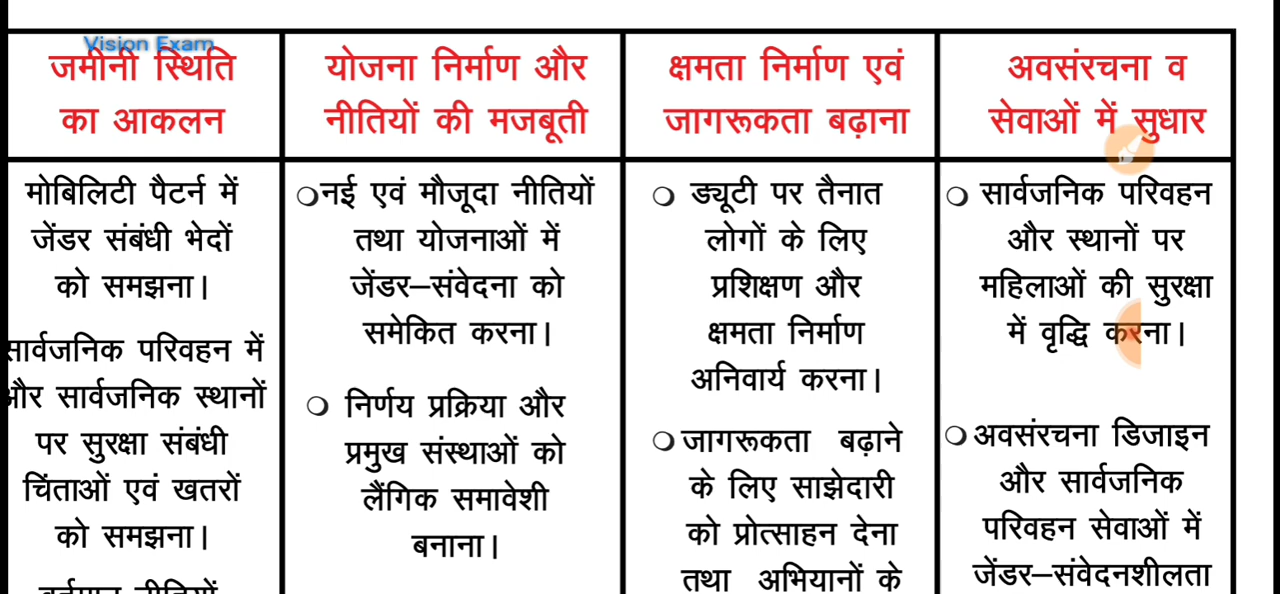 Vision Exam
जमीनी स्थिति
का आकलन
योजना निर्माण और
नीतियों की मजबूती
क्षमता निर्माण एवं
जागरूकता बढ़ाना
अवसंरचना व
सेवाओं में सुधार
मोबिलिटी पैटर्न में
जेंडर संबंधी भेदों
को समझना।
सार्वजनिक परिवहन में
और सार्वजनिक स्थानों
पर सुरक्षा संबंधी
चिंताओं एवं खतरों
को समझना।
वर्तमान नीतियों
नई एवं मौजूदा नीतियों
तथा योजनाओं में
जेंडर–संवेदना को
समेकित करना।
निर्णय प्रक्रिया और
प्रमुख संस्थाओं को
लैंगिक समावेशी
बनाना।
ड्यूटी पर तैनात
लोगों के लिए
प्रशिक्षण और
क्षमता निर्माण
अनिवार्य करना।
जागरूकता बढ़ाने
के लिए साझेदारी
को प्रोत्साहन देना
तथा अभियानों के
सार्वजनिक परिवहन
और स्थानों पर
महिलाओं की सुरक्षा
में वृद्धि करना।
अवसंरचना डिजाइन
और सार्वजनिक
परिवहन सेवाओं में
जेंडर–संवेदनशीलता